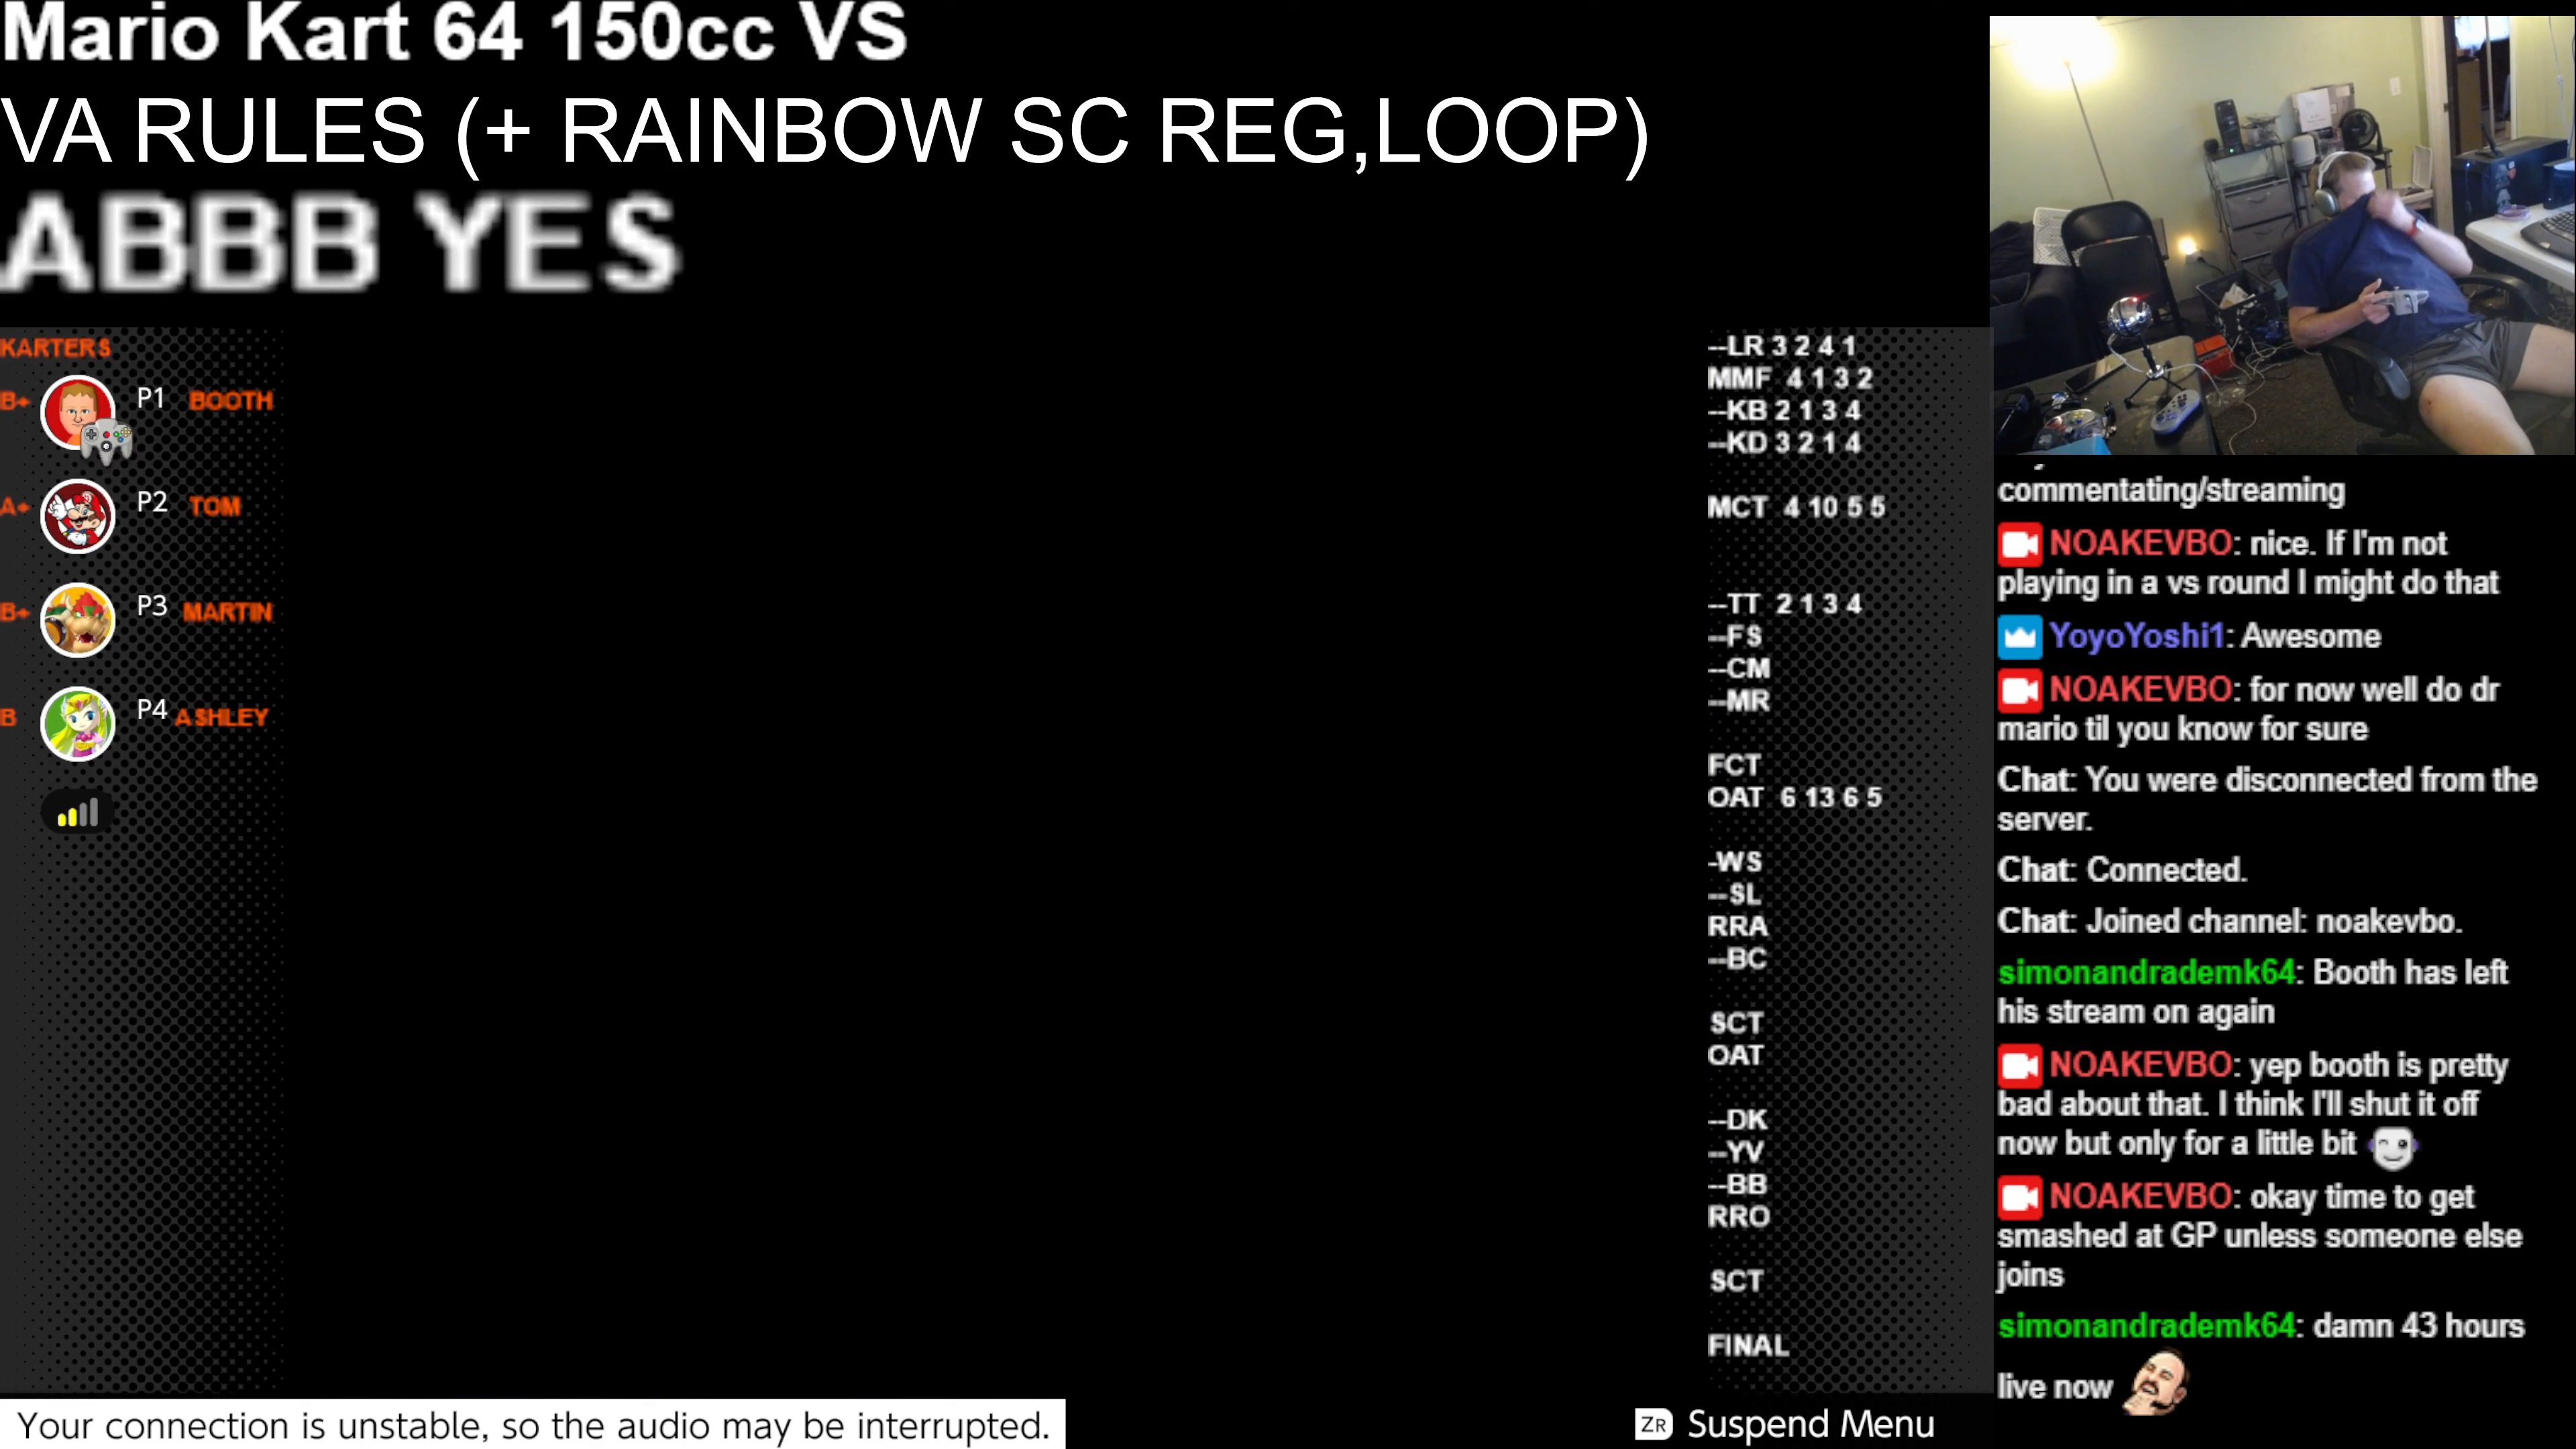 Mario Kart 64 150cc VS
VA RULES (+ RAINBOW SC REG,LOOP)
ABBB YES
KARTERS
B+ P1 BOOTH
A+ P2 TOM
B+ P3 MARTIN
B P4 ASHLEY
--LR 3 2 4 1
MMF 4 1 3 2
--KB 2 1 3 4
--KD 3 2 1 4
MCT 4 10 5 5
--TT 2 1 3 4
--FS
--CM
--MR
FCT
OAT 6 13 6 5
-WS
--SL
RRA
--BC
SCT
OAT
--DK
--YV
--BB
RRO
SCT
FINAL
commentating/streaming
NOAKEVBO: nice. If I'm not
playing in a vs round I might do that
YoyoYoshi1: Awesome
NOAKEVBO: for now well do dr
mario til you know for sure
Chat: You were disconnected from the
server.
Chat: Connected.
Chat: Joined channel: noakevbo.
simonandrademk64: Booth has left
his stream on again
NOAKEVBO: yep booth is pretty
bad about that. I think I'll shut it off
now but only for a little bit
NOAKEVBO: okay time to get
smashed at GP unless someone else
joins
simonandrademk64: damn 43 hours
live now
Your connection is unstable, so the audio may be interrupted.
ZR Suspend Menu